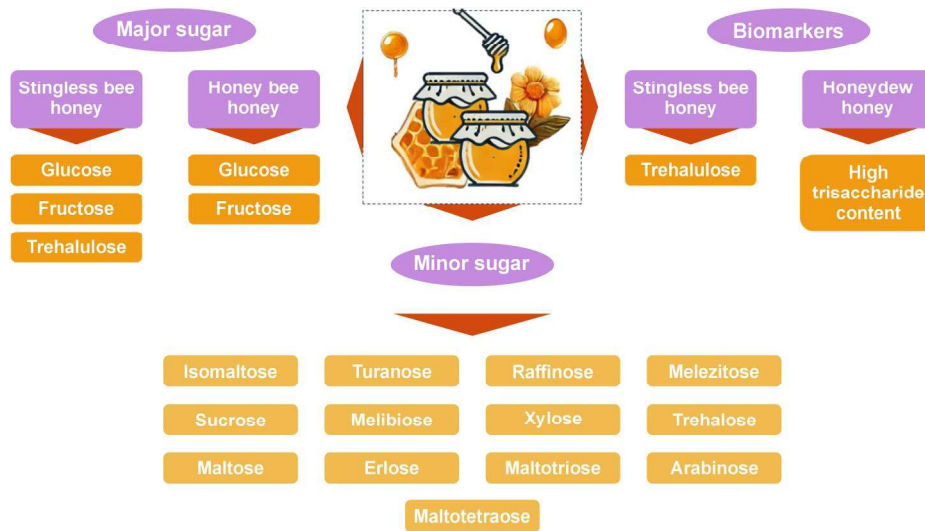 Major sugar
Stingless bee
honey
Glucose
Fructose
Trehalulose
Honey bee
honey
Glucose
Fructose
Biomarkers
Stingless bee
honey
Trehalulose
Honeydew
honey
High
trisaccharide
content
Minor sugar
Isomaltose
Turanose
Raffinose
Melezitose
Sucrose
Melibiose
Xylose
Trehalose
Maltose
Erlose
Maltotriose
Arabinose
Maltotetraose